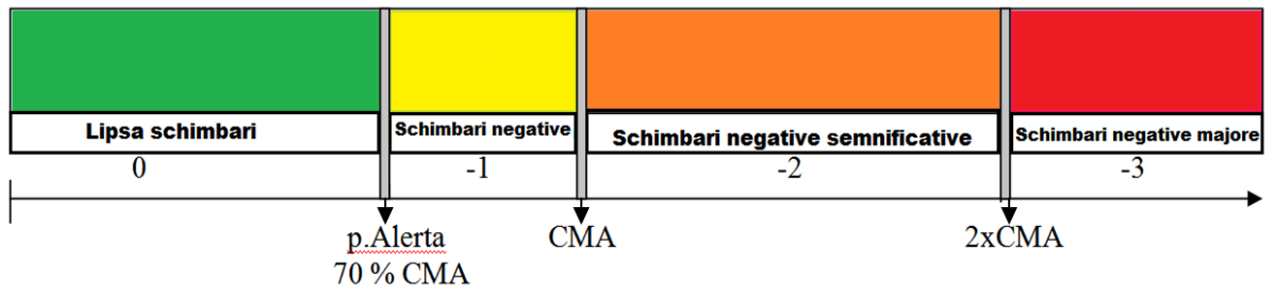 Lipsa schimbari
Schimbari negative
Schimbari negative semnificative
Schimbari negative majore
0
-1
-2
-3
p.Alerta
CMA
2xCMA
70 % CMA